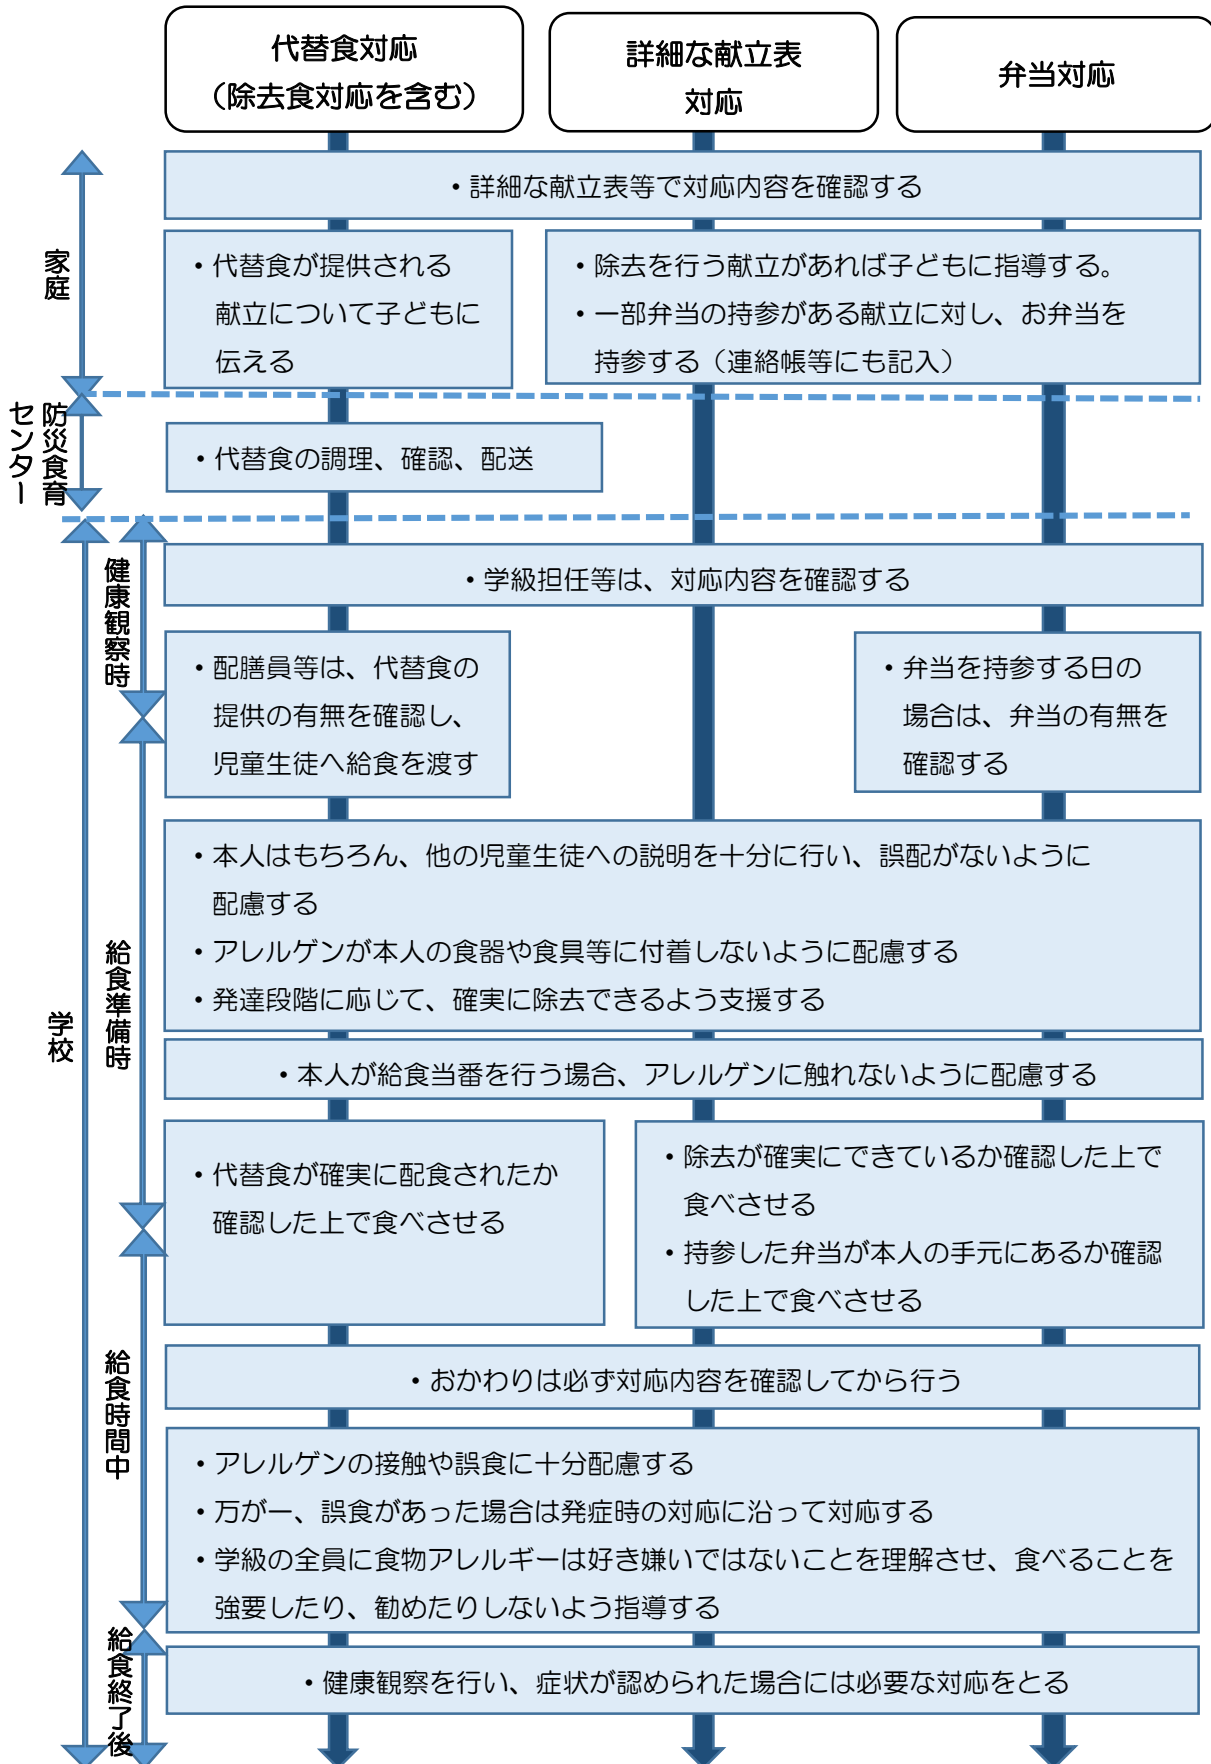 代替食対応
（除去食対応を含む）
詳細な献立表
対応
弁当対応
家庭
・詳細な献立表等で対応内容を確認する
・代替食が提供される
献立について子どもに
伝える
・除去を行う献立があれば子どもに指導する。
・一部弁当の持参がある献立に対し、お弁当を
持参する（連絡帳等にも記入）
防災食育
センター
・代替食の調理、確認、配送
学校
健康観察時
・学級担任等は、対応内容を確認する
・配膳員等は、代替食の
提供の有無を確認し、
児童生徒へ給食を渡す
・弁当を持参する日の
場合は、弁当の有無を
確認する
給食準備時
・本人はもちろん、他の児童生徒への説明を十分に行い、誤配がないように
配慮する
・アレルゲンが本人の食器や食具等に付着しないように配慮する
・発達段階に応じて、確実に除去できるよう支援する
・本人が給食当番を行う場合、アレルゲンに触れないように配慮する
・代替食が確実に配食されたか
確認した上で食べさせる
・除去が確実にできているか確認した上で
食べさせる
・持参した弁当が本人の手元にあるか確認
した上で食べさせる
給食時間中
・おかわりは必ず対応内容を確認してから行う
・アレルゲンの接触や誤食に十分配慮する
・万が一、誤食があった場合は発症時の対応に沿って対応する
・学級の全員に食物アレルギーは好き嫌いではないことを理解させ、食べることを
強要したり、勧めたりしないよう指導する
給食終了後
・健康観察を行い、症状が認められた場合には必要な対応をとる